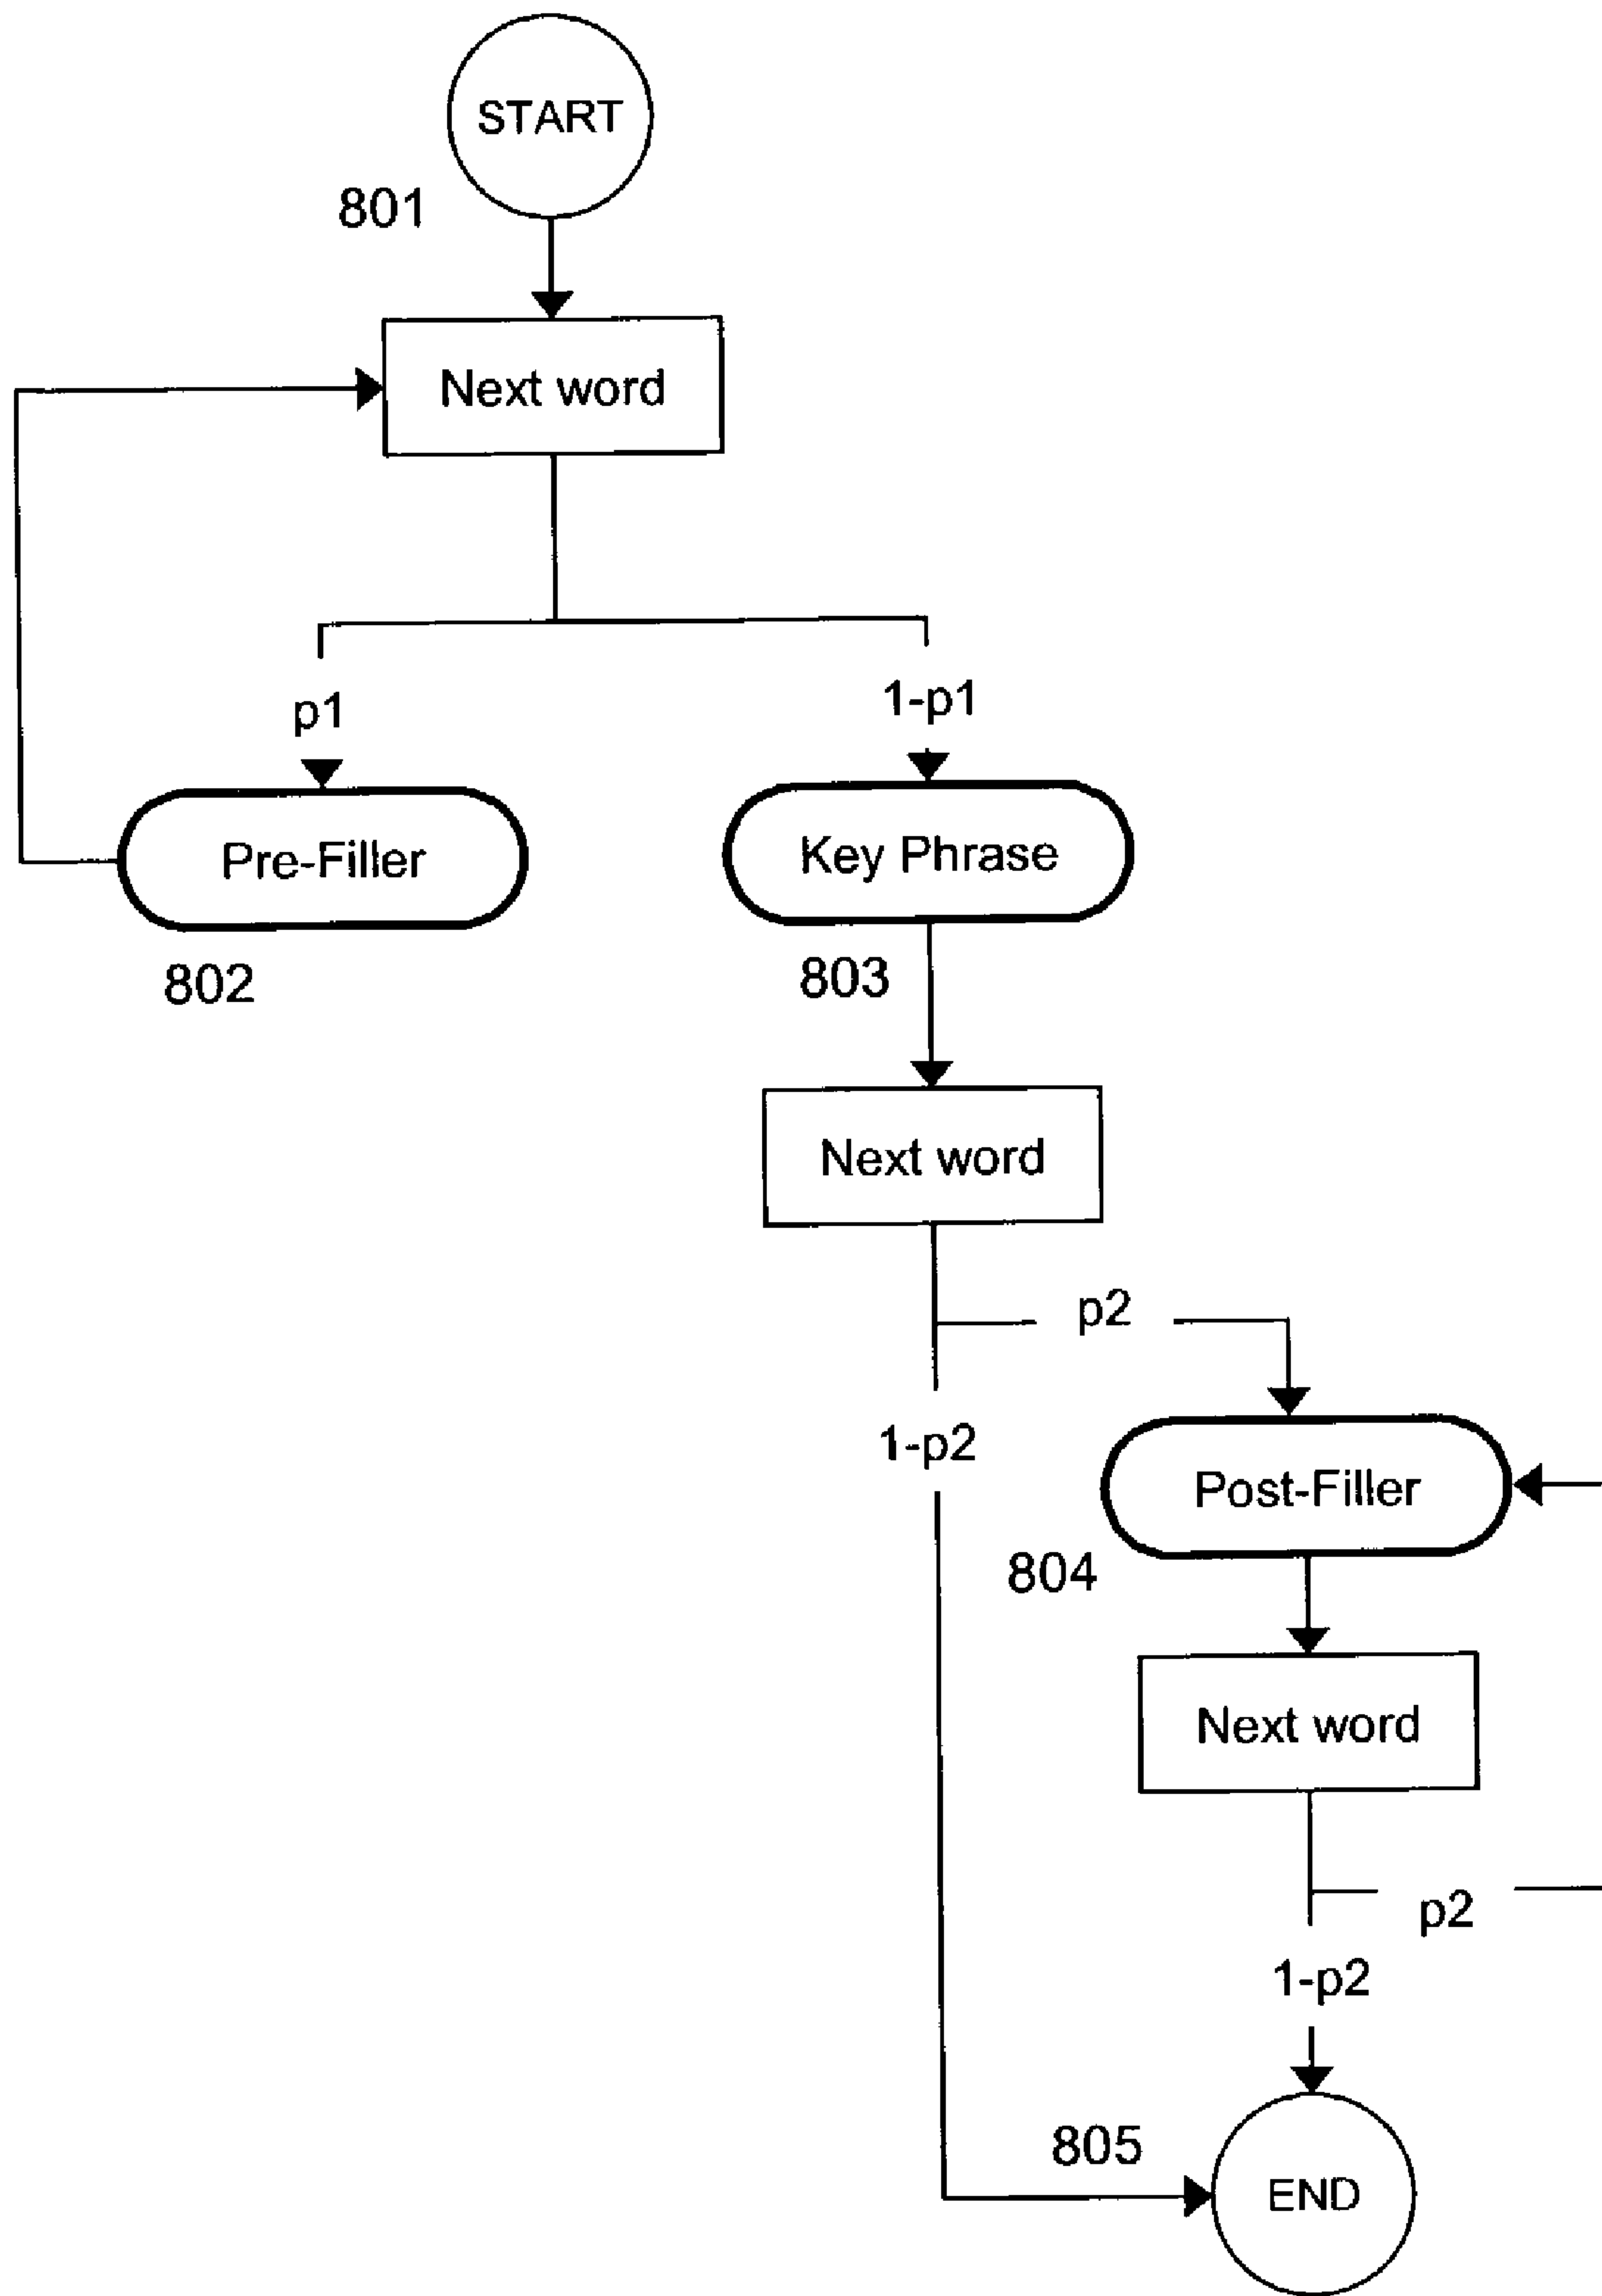 START
801
Next word
p1
1-p1
Pre-Filler
Key Phrase
802
803
Next word
p2
1-p2
Post-Filler
804
Next word
p2
1-p2
805
END